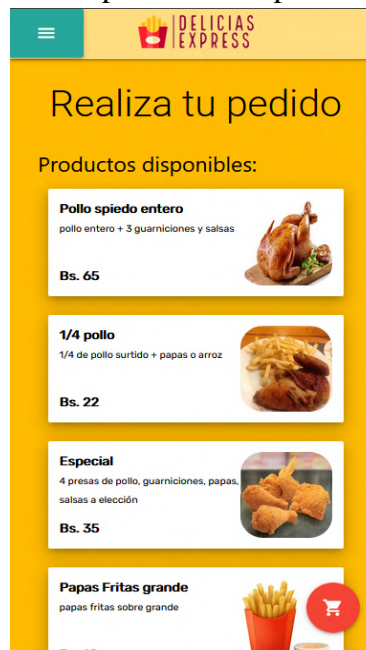 DELICIAS
EXPRESS
Realiza tu pedido
Productos disponibles:
Pollo spiedo entero
pollo entero + 3 guarniciones y salsas
Bs. 65
1/4 pollo
1/4 de pollo surtido + papas o arroz
Bs. 22
Especial
4 presas de pollo, guarniciones, papas,
salsas a elección
Bs. 35
Papas Fritas grande
papas fritas sobre grande